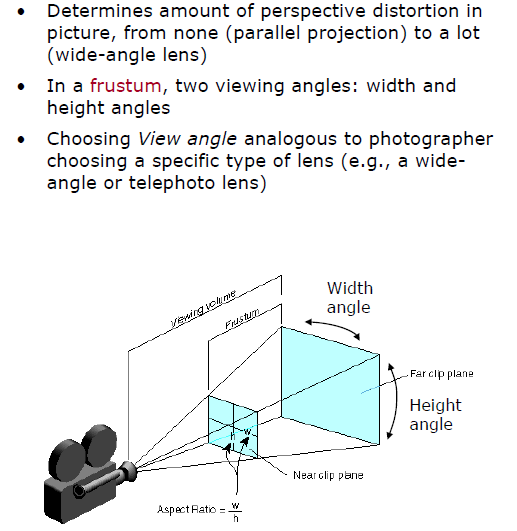 • Determines amount of perspective distortion in
picture, from none (parallel projection) to a lot
(wide-angle lens)
• In a frustum, two viewing angles: width and
height angles
• Choosing View angle analogous to photographer
choosing a specific type of lens (e.g., a wide-
angle or telephoto lens)
Viewing volume
Frustum
Width
angle
Far clip plane
Height
angle
H
W
Near clip plane
Aspect Ratio = w
h